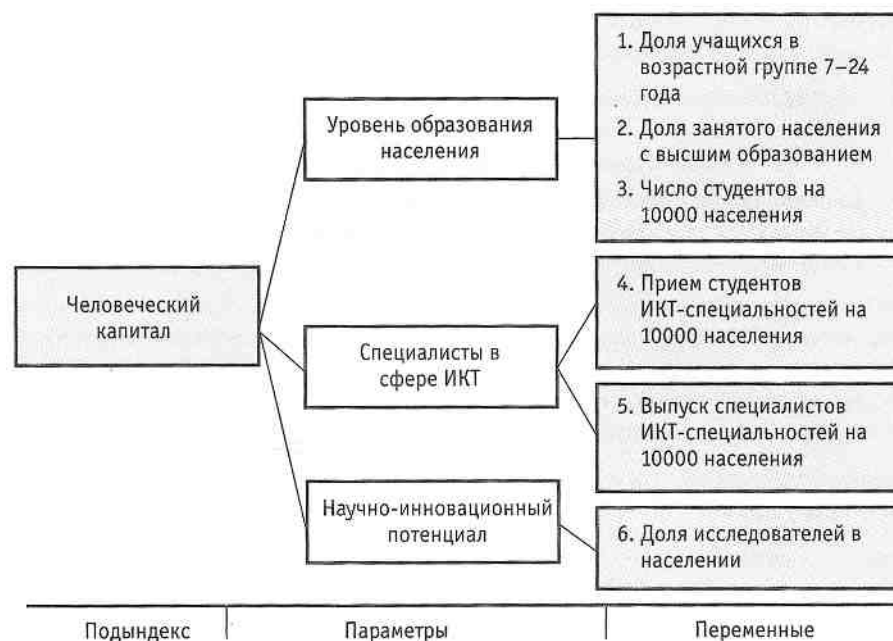 Человеческий
капитал
Уровень образования
населения
1. Доля учащихся в
возрастной группе 7–24
года
2. Доля занятого населения
с высшим образованием
3. Число студентов на
10000 населения
Специалисты в
сфере ИКТ
4. Прием студентов
ИКТ-специальностей на
10000 населения
5. Выпуск специалистов
ИКТ-специальностей на
10000 населения
Научно-инновационный
потенциал
6. Доля исследователей в
населении
Подындекс
Параметры
Переменные